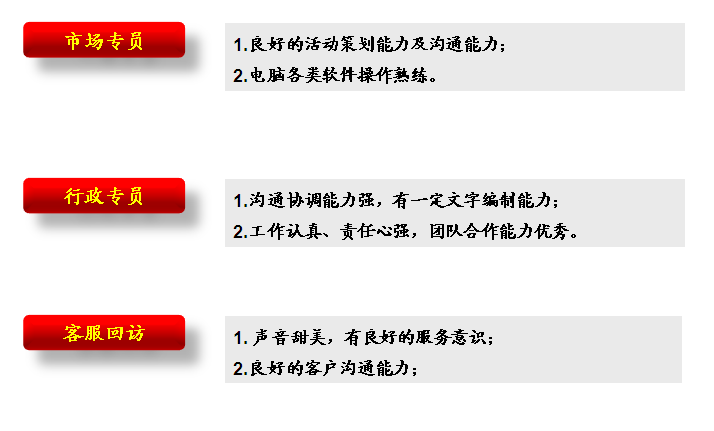 市场专员
1.良好的活动策划能力及沟通能力；
2.电脑各类软件操作熟练。
行政专员
1.沟通协调能力强，有一定文字编制能力；
2.工作认真、责任心强，团队合作能力优秀。
客服回访
1. 声音甜美，有良好的服务意识；
2.良好的客户沟通能力；